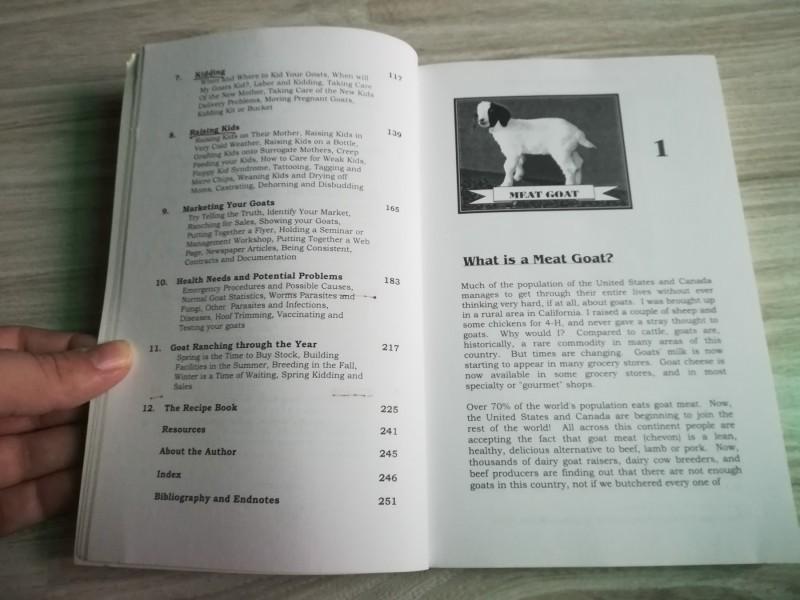 7. Kidding 117
When and Where to Kid Your Goats, When will
My Goats Kid?, Labor and Kidding, Taking Care
Of the New Mother, Taking Care of the New Kids
Delivery Problems, Moving Pregnant Goats,
Kidding Kit or Bucket
8. Raising Kids 139
Raising Kids on Their Mother, Raising Kids in
Very Cold Weather, Raising Kids on a Bottle,
Grafting Kids onto Surrogate Mothers, Creep
Feeding your Kids, How to Care for Weak Kids,
Floppy Kid Syndrome, Tattooing, Tagging and
Micro Chips, Weaning Kids and Drying off
Moms, Castrating, Dehorning and Disbudding
9. Marketing Your Goats 165
Try Telling the Truth, Identify Your Market,
Ranching for Sales, Showing your Goats,
Putting Together a Flyer, Holding a Seminar or
Management Workshop, Putting Together a Web
Page, Newspaper Articles, Being Consistent,
Contracts and Documentation
10. Health Needs and Potential Problems 183
Emergency Procedures and Possible Causes,
Normal Goat Statistics, Worms Parasites and
Fungi, Other Parasites and Infections,
Diseases, Hoof Trimming, Vaccinating and
Testing your goats
11. Goat Ranching through the Year 217
Spring is the Time to Buy Stock, Building
Facilities in the Summer, Breeding in the Fall,
Winter is a Time of Waiting, Spring Kidding and
Sales
12. The Recipe Book 225
Resources 241
About the Author 245
Index 246
Bibliography and Endnotes 251
MEAT GOAT
1
What is a Meat Goat?
Much of the population of the United States and Canada
manages to get through their entire lives without ever
thinking very hard, if at all, about goats. I was brought up
in a rural area in California. I raised a couple of sheep and
some chickens for 4-H, and never gave a stray thought to
goats. Why would I? Compared to cattle, goats are,
historically, a rare commodity in many areas of this
country. But times are changing. Goats' milk is now
starting to appear in many grocery stores. Goat cheese is
now available in some grocery stores, and in most
specialty or "gourmet" shops.
Over 70% of the world's population eats goat meat. Now,
the United States and Canada are beginning to join the
rest of the world! All across this continent people are
accepting the fact that goat meat (chevon) is a lean,
healthy, delicious alternative to beef, lamb or pork. Now,
thousands of dairy goat raisers, dairy cow breeders, and
beef producers are finding out that there are not enough
goats in this country, not if we butchered every one of